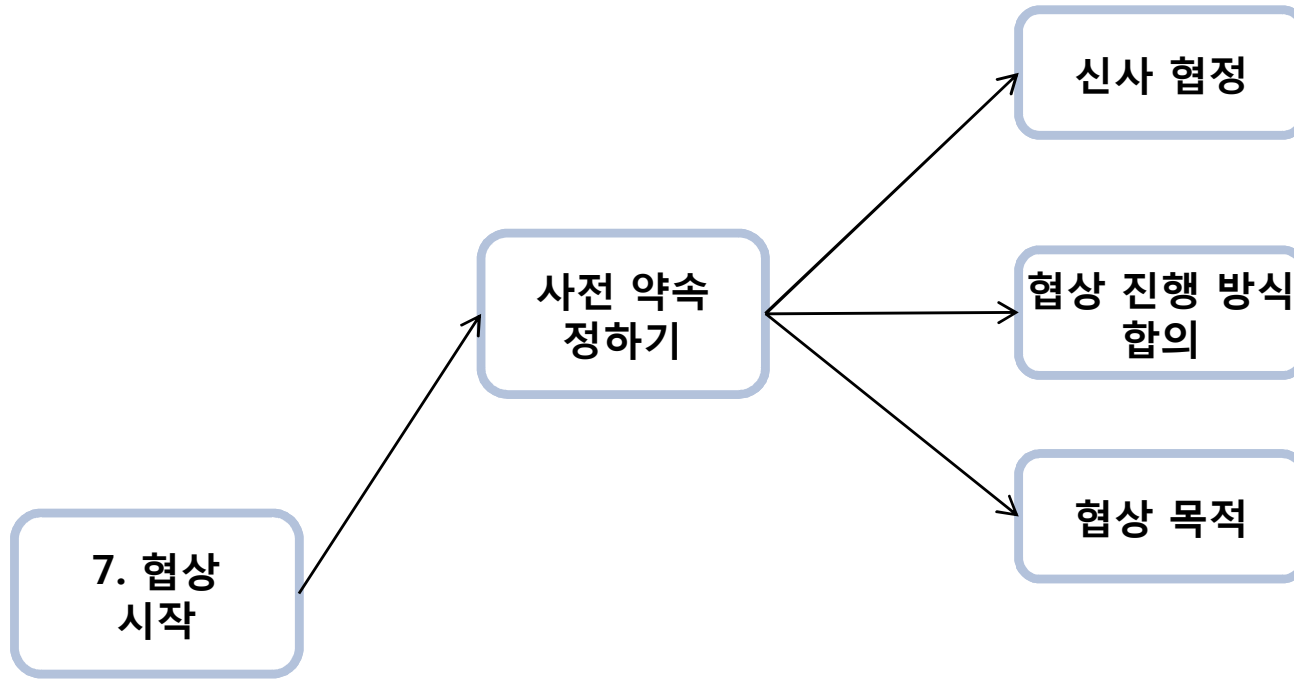 신사 협정
사전 약속
정하기
협상 진행 방식
합의
협상 목적
7. 협상
시작